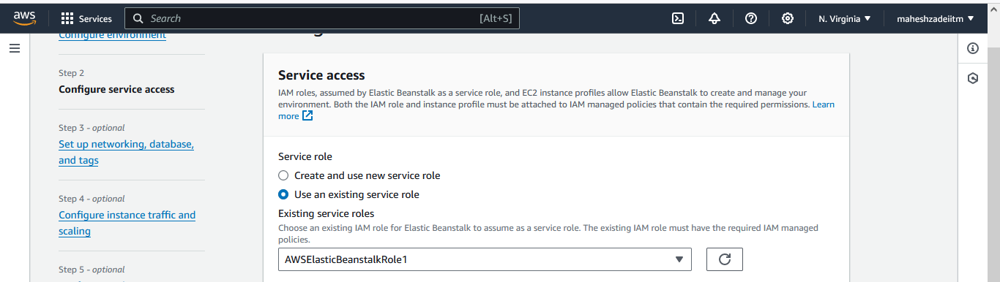 aws
Services
Search
[Alt+S]
N. Virginia
maheshzadeiitm
Configure environment
Step 2
Configure service access
Step 3 - optional
Set up networking, database,
and tags
Step 4 - optional
Configure instance traffic and
scaling
Step 5 - optional
Service access
IAM roles, assumed by Elastic Beanstalk as a service role, and EC2 instance profiles allow Elastic Beanstalk to create and manage your
environment. Both the IAM role and instance profile must be attached to IAM managed policies that contain the required permissions. Learn
more
Service role
Create and use new service role
Use an existing service role
Existing service roles
Choose an existing IAM role for Elastic Beanstalk to assume as a service role. The existing IAM role must have the required IAM managed
policies.
AWSElasticBeanstalkRole1